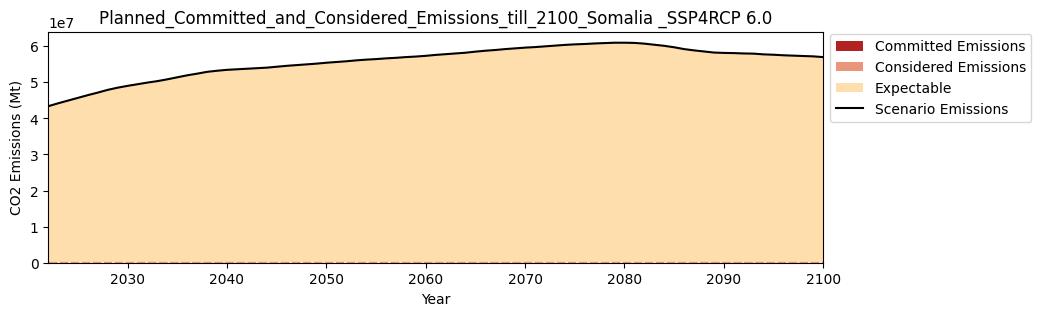 Planned_Committed_and_Considered_Emissions_till_2100_Somalia _SSP4RCP 6.0
1e7
6
5
4
3
2
1
0
CO2 Emissions (Mt)
2030 2040 2050 2060 2070 2080 2090 2100
Year
Committed Emissions
Considered Emissions
Expectable
Scenario Emissions